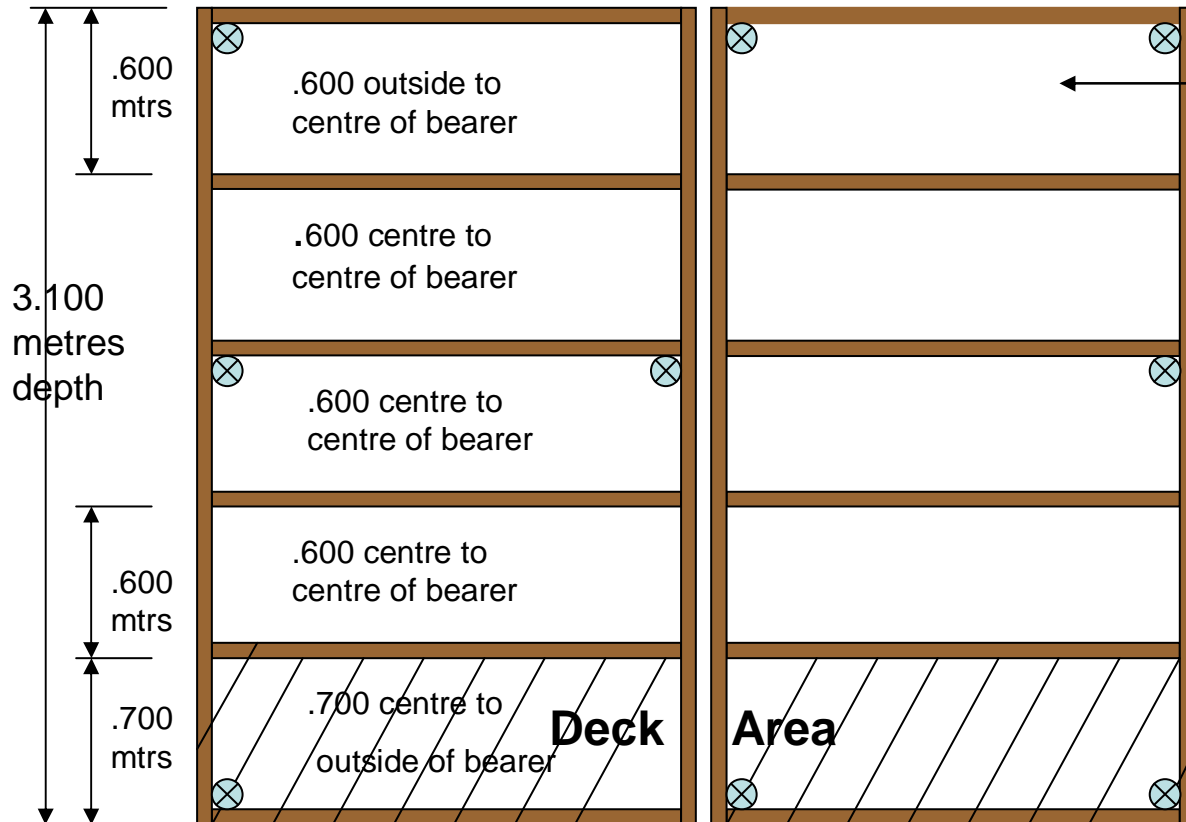 .600
mtrs
.600 outside to
centre of bearer
.600 centre to
centre of bearer
3.100
metres
depth
.600 centre to
centre of bearer
.600 centre to
centre of bearer
.600
mtrs
.700 centre to
outside of bearer
.700
mtrs
Deck Area